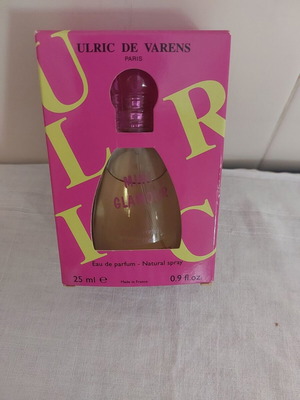 ULRIC DE VARENS
PARIS
U
L R
I C
MINI
GLAMOUR
Eau de parfum - Natural spray
25 ml e 0.9 fl.oz.
Made in France